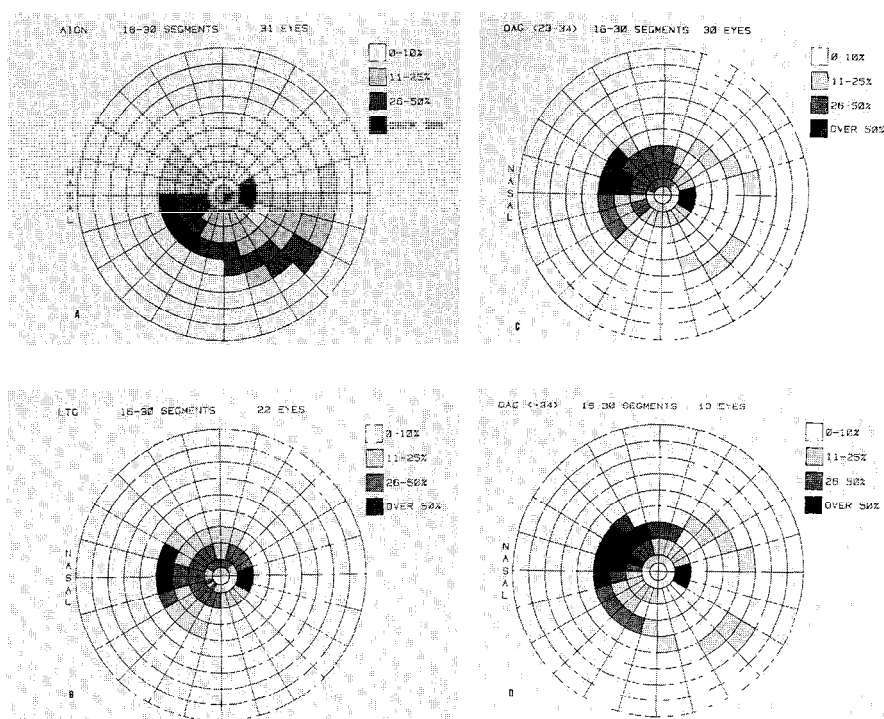 AION 16-30 SEGMENTS 31 EYES
0-10%
11-25%
26-50%
NASAL
A
OAG (23-34) 16-30 SEGMENTS 30 EYES
0-10%
11-25%
26-50%
OVER 50%
NASAL
C
LTG 16-30 SEGMENTS 22 EYES
0-10%
11-25%
26-50%
OVER 50%
NASAL
B
OAG (>34) 16-30 SEGMENTS 13 EYES
0-10%
11-25%
26-50%
OVER 50%
NASAL
D